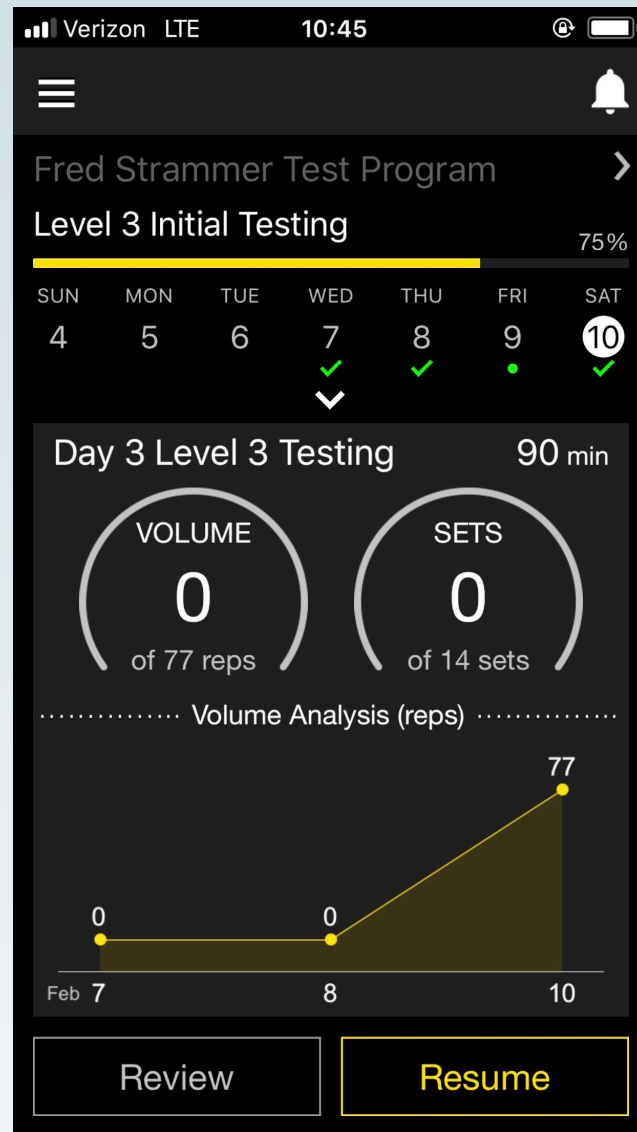 Verizon LTE 10:45
Fred Strammer Test Program
Level 3 Initial Testing
75%
SUN MON TUE WED THU FRI SAT
4 5 6 7 8 9 10
Day 3 Level 3 Testing 90 min
VOLUME SETS
0 0
of 77 reps of 14 sets
Volume Analysis (reps)
77
0 0
Feb 7 8 10
Review Resume